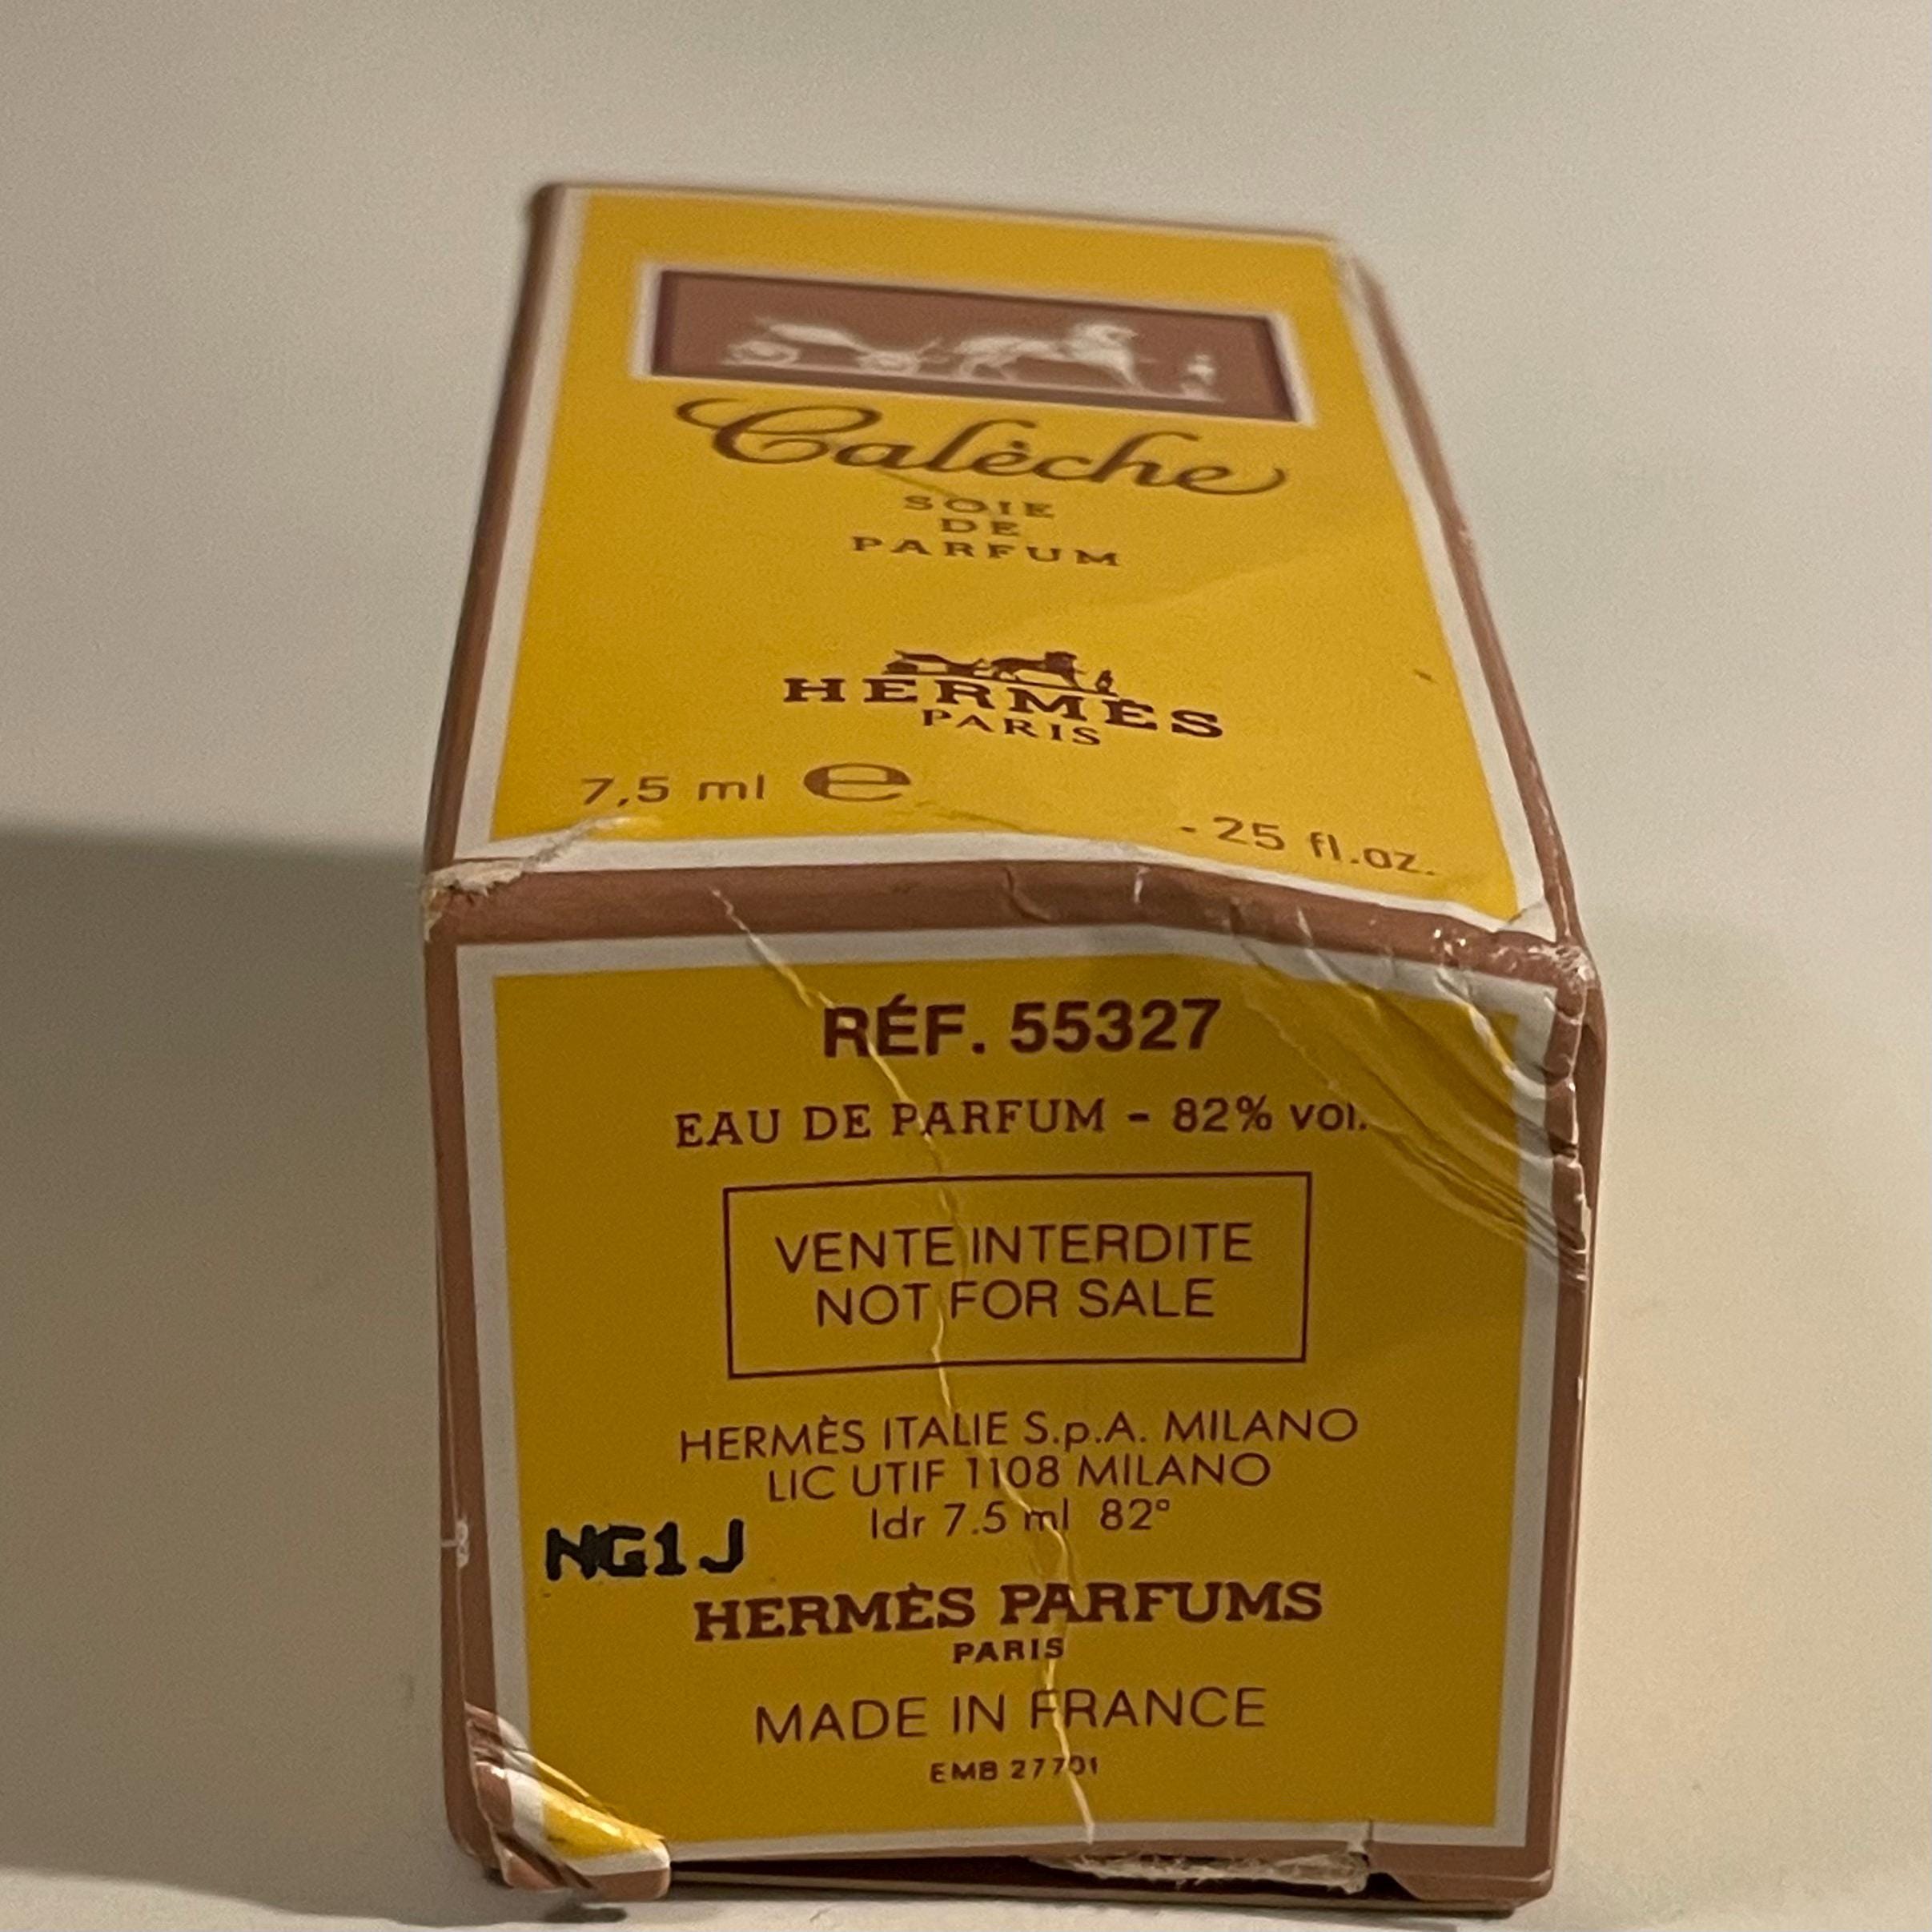 Calèche
SOIE
DE
PARFUM
HERMÈS
PARIS
7,5 ml e
- 25 fl.oz.
RÉF. 55327
EAU DE PARFUM - 82% vol.
VENTE INTERDITE
NOT FOR SALE
HERMÈS ITALIE S.p.A. MILANO
LIC UTIF 1108 MILANO
Idr 7.5 ml 82°
NG1J
HERMÈS PARFUMS
PARIS
MADE IN FRANCE
EMB 27701